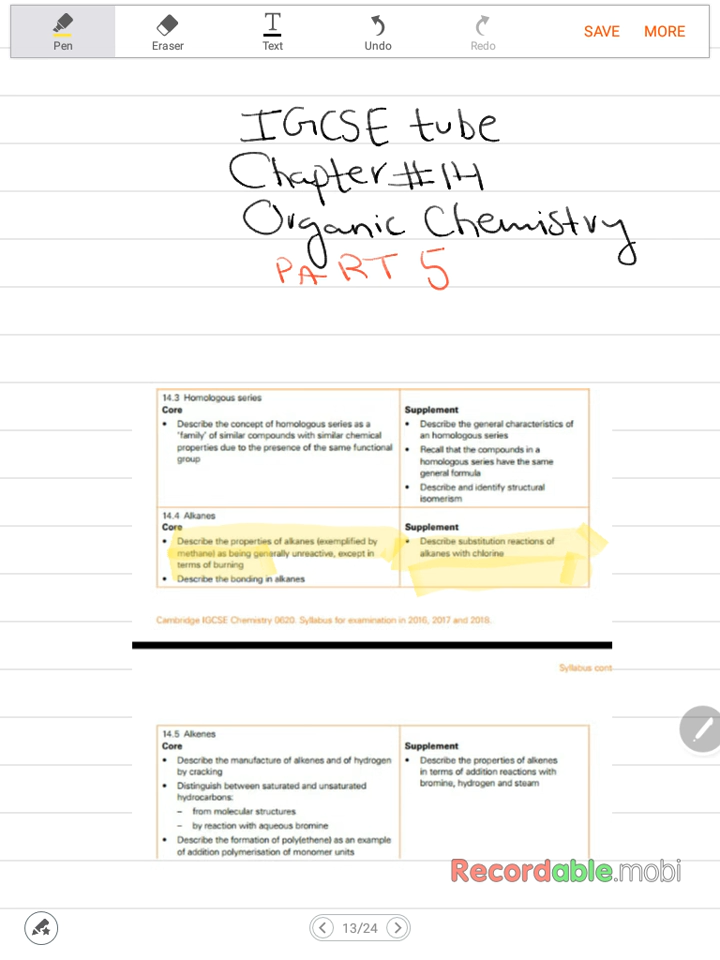 Pen
Eraser
T
Text
Undo
Redo
SAVE
MORE
IGCSE tube
Chapter #14
Organic Chemistry
PART 5
14.3 Homologous series
Core
• Describe the concept of homologous series as a
'family' of similar compounds with similar chemical
properties due to the presence of the same functional
group
Supplement
• Describe the general characteristics of
an homologous series
• Recall that the compounds in a
homologous series have the same
general formula
• Describe and identify structural
isomerism
14.4 Alkanes
Core
• Describe the properties of alkanes (exemplified by
methane) as being generally unreactive, except in
terms of burning
• Describe the bonding in alkanes
Supplement
• Describe substitution reactions of
alkanes with chlorine
Cambridge IGCSE Chemistry 0620. Syllabus for examination in 2016, 2017 and 2018.
Syllabus cont
14.5 Alkenes
Core
• Describe the manufacture of alkenes and of hydrogen
by cracking
• Distinguish between saturated and unsaturated
hydrocarbons:
– from molecular structures
– by reaction with aqueous bromine
• Describe the formation of poly(ethene) as an example
of addition polymerisation of monomer units
Supplement
• Describe the properties of alkenes
in terms of addition reactions with
bromine, hydrogen and steam
Recordable.mobi
13/24